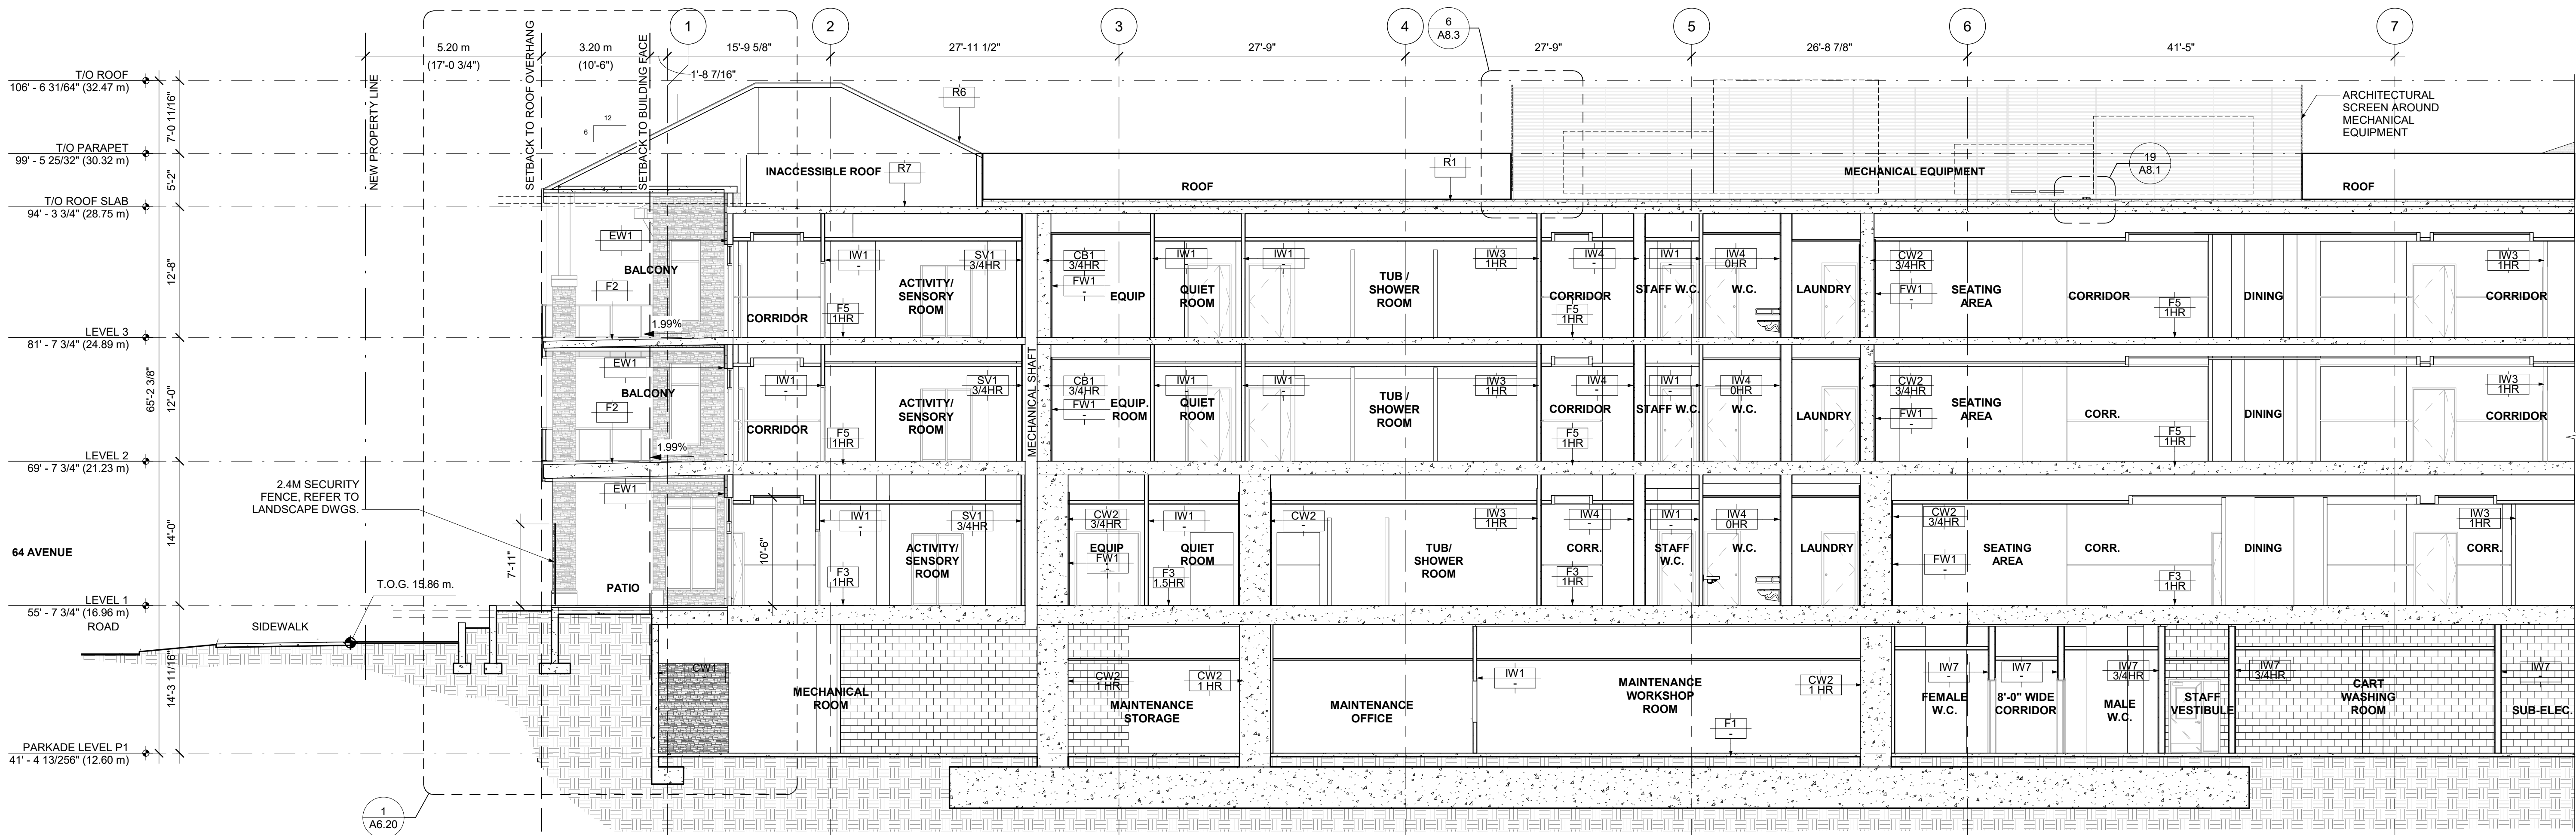 1
2
3
4
5
6
7
6
A8.3
5.20 m
(17'-0 3/4")
3.20 m
(10'-6")
15'-9 5/8"
1'-8 7/16"
27'-11 1/2"
27'-9"
27'-9"
26'-8 7/8"
41'-5"
NEW PROPERTY LINE
SETBACK TO ROOF OVERHANG
SETBACK TO BUILDING FACE
T/O ROOF
106' - 6 31/64" (32.47 m)
7'-0 11/16"
T/O PARAPET
99' - 5 25/32" (30.32 m)
5'-2"
T/O ROOF SLAB
94' - 3 3/4" (28.75 m)
12'-8"
LEVEL 3
81' - 7 3/4" (24.89 m)
65'-2 3/8"
12'-0"
LEVEL 2
69' - 7 3/4" (21.23 m)
14'-0"
LEVEL 1
55' - 7 3/4" (16.96 m)
14'-3 11/16"
PARKADE LEVEL P1
41' - 4 13/256" (12.60 m)
64 AVENUE
ROAD
SIDEWALK
T.O.G. 15.86 m.
2.4M SECURITY
FENCE, REFER TO
LANDSCAPE DWGS.
7'-11"
10'-6"
12
6
R6
INACCESSIBLE ROOF
R7
ROOF
R1
MECHANICAL EQUIPMENT
19
A8.1
ARCHITECTURAL
SCREEN AROUND
MECHANICAL
EQUIPMENT
ROOF
EW1
BALCONY
F2
1.99%
CORRIDOR
IW1
-
F5
1HR
ACTIVITY/
SENSORY
ROOM
SV1
3/4HR
CB1
3/4HR
FW1
-
EQUIP
IW1
-
QUIET
ROOM
IW1
-
TUB /
SHOWER
ROOM
IW3
1HR
IW4
-
CORRIDOR
F5
1HR
IW1
-
STAFF W.C.
IW4
0HR
W.C.
LAUNDRY
CW2
3/4HR
FW1
-
SEATING
AREA
CORRIDOR
F5
1HR
DINING
IW3
1HR
CORRIDOR
EW1
BALCONY
F2
1.99%
IW1
-
CORRIDOR
F5
1HR
ACTIVITY/
SENSORY
ROOM
SV1
3/4HR
MECHANICAL SHAFT
CB1
3/4HR
FW1
-
EQUIP.
ROOM
IW1
-
QUIET
ROOM
IW1
-
TUB /
SHOWER
ROOM
IW3
1HR
IW4
-
CORRIDOR
F5
1HR
IW1
-
STAFF W.C.
IW4
0HR
W.C.
LAUNDRY
CW2
3/4HR
FW1
-
SEATING
AREA
CORR.
F5
1HR
DINING
IW3
1HR
CORRIDOR
EW1
PATIO
IW1
-
F3
1HR
ACTIVITY/
SENSORY
ROOM
SV1
3/4HR
CW2
3/4HR
EQUIP
FW1
-
IW1
-
QUIET
ROOM
F3
1.5HR
CW2
-
TUB/
SHOWER
ROOM
IW3
1HR
IW4
-
CORR.
F3
1HR
IW1
-
STAFF
W.C.
IW4
0HR
W.C.
LAUNDRY
CW2
3/4HR
FW1
-
SEATING
AREA
CORR.
F3
1HR
DINING
IW3
1HR
CORR.
CW1
-
MECHANICAL
ROOM
CW2
1 HR
MAINTENANCE
STORAGE
CW2
1 HR
MAINTENANCE
OFFICE
IW1
-
MAINTENANCE
WORKSHOP
ROOM
F1
-
CW2
1 HR
IW7
-
FEMALE
W.C.
IW7
-
8'-0" WIDE
CORRIDOR
IW7
3/4HR
MALE
W.C.
STAFF
VESTIBULE
IW7
3/4HR
CART
WASHING
ROOM
IW7
-
SUB-ELEC.
1
A6.20